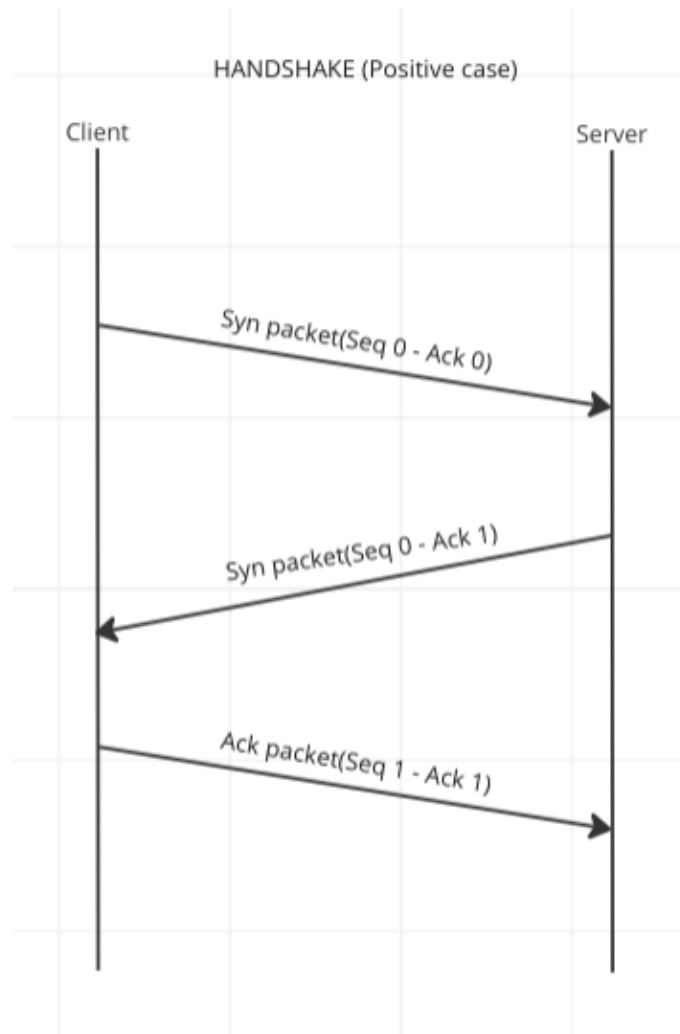 HANDSHAKE (Positive case)
Client
Server
Syn packet(Seq 0 - Ack 0)
Syn packet(Seq 0 - Ack 1)
Ack packet(Seq 1 - Ack 1)